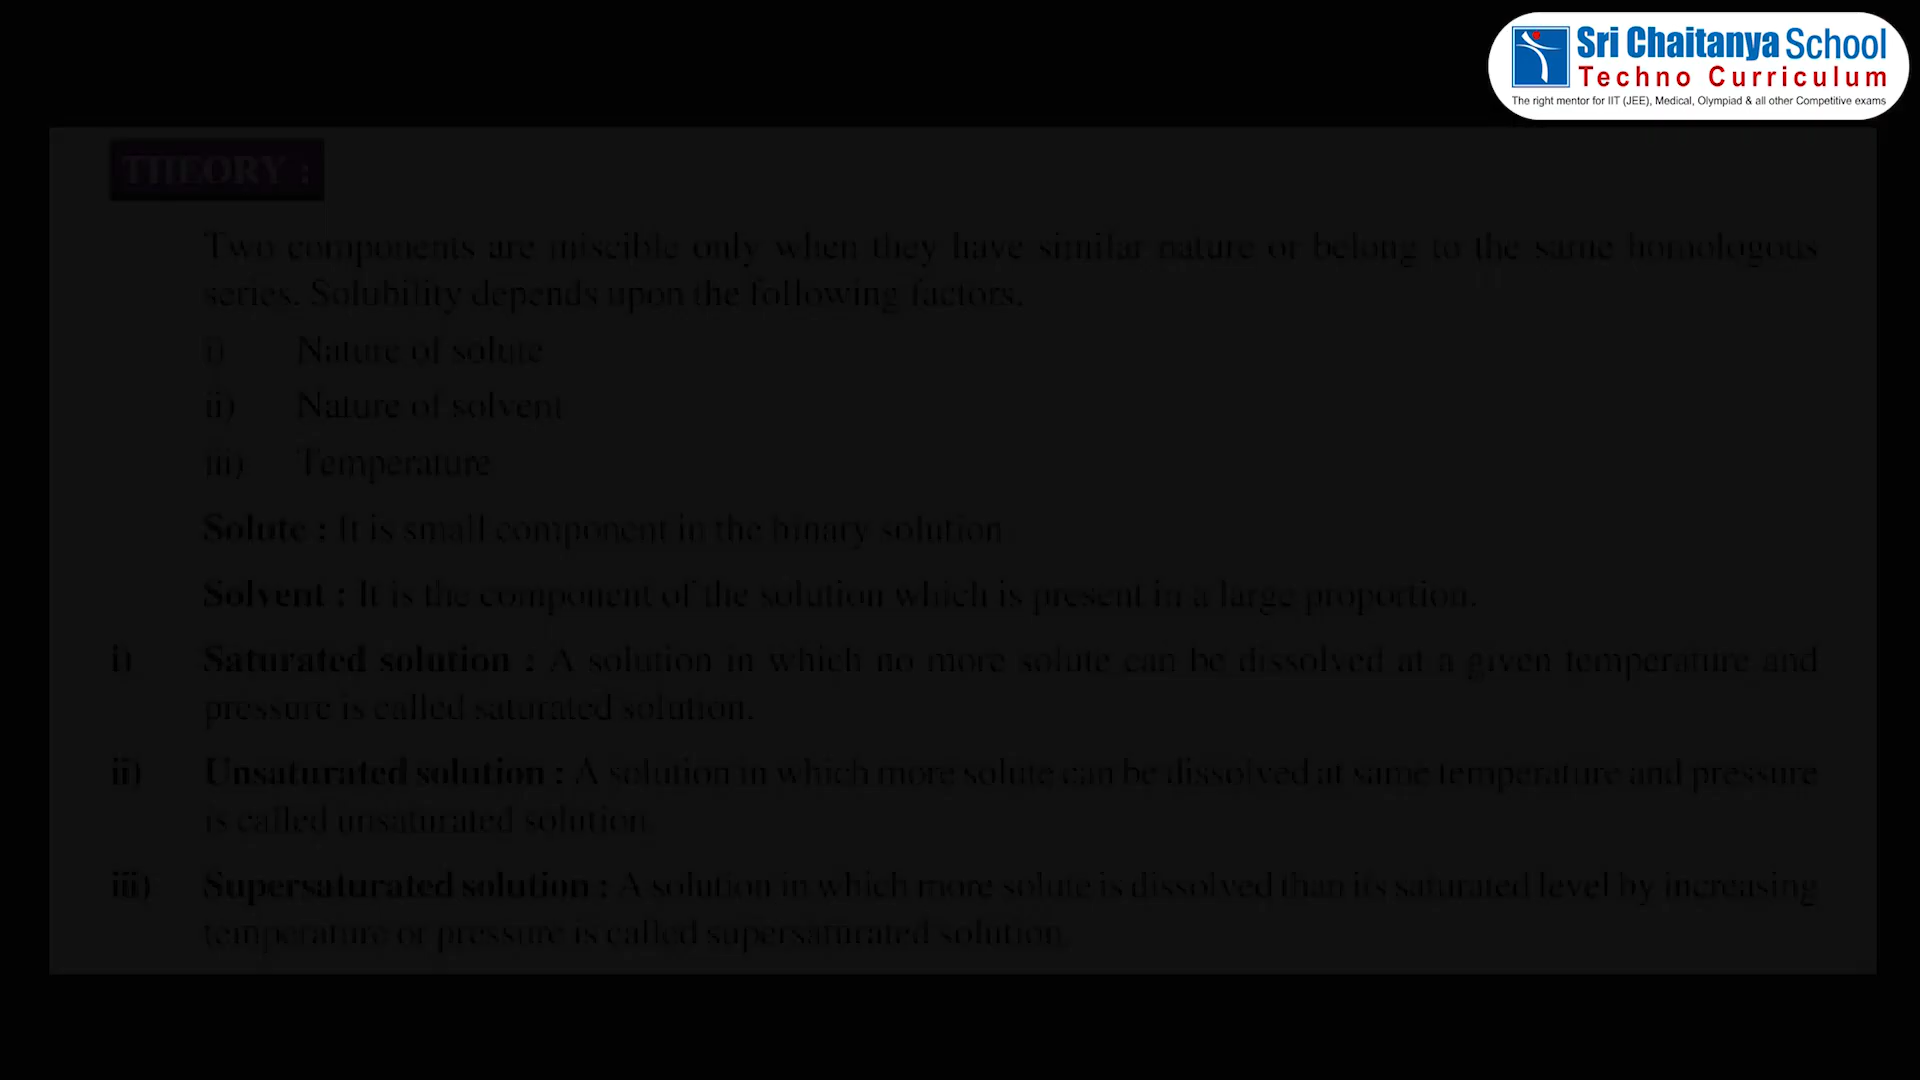 Sri Chaitanya School
Techno Curriculum
The right mentor for IIT (JEE), Medical, Olympiad & all other Competitive exams
THEORY :
Two components are miscible only when they have similar nature or belong to the same homologous
series. Solubility depends upon the following factors.
i) Nature of solute
ii) Nature of solvent
iii) Temperature
Solute : It is small component in the binary solution
Solvent : It is the component of the solution which is present in a large proportion.
i) Saturated solution : A solution in which no more solute can be dissolved at a given temperature and
pressure is called saturated solution.
ii) Unsaturated solution : A solution in which more solute can be dissolved at same temperature and pressure
is called unsaturated solution.
iii) Supersaturated solution : A solution in which more solute is dissolved than its saturated level by increasing
temperature or pressure is called supersaturated solution.